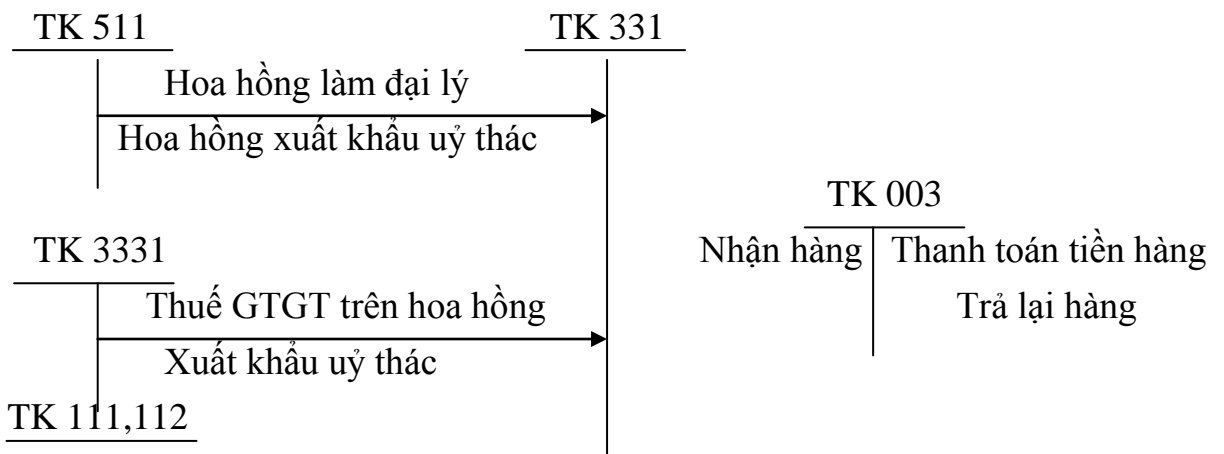 TK 511
TK 331
Hoa hồng làm đại lý
Hoa hồng xuất khẩu uỷ thác
TK 003
TK 3331
Nhận hàng
Thanh toán tiền hàng
Thuế GTGT trên hoa hồng
Trả lại hàng
Xuất khẩu uỷ thác
TK 111,112